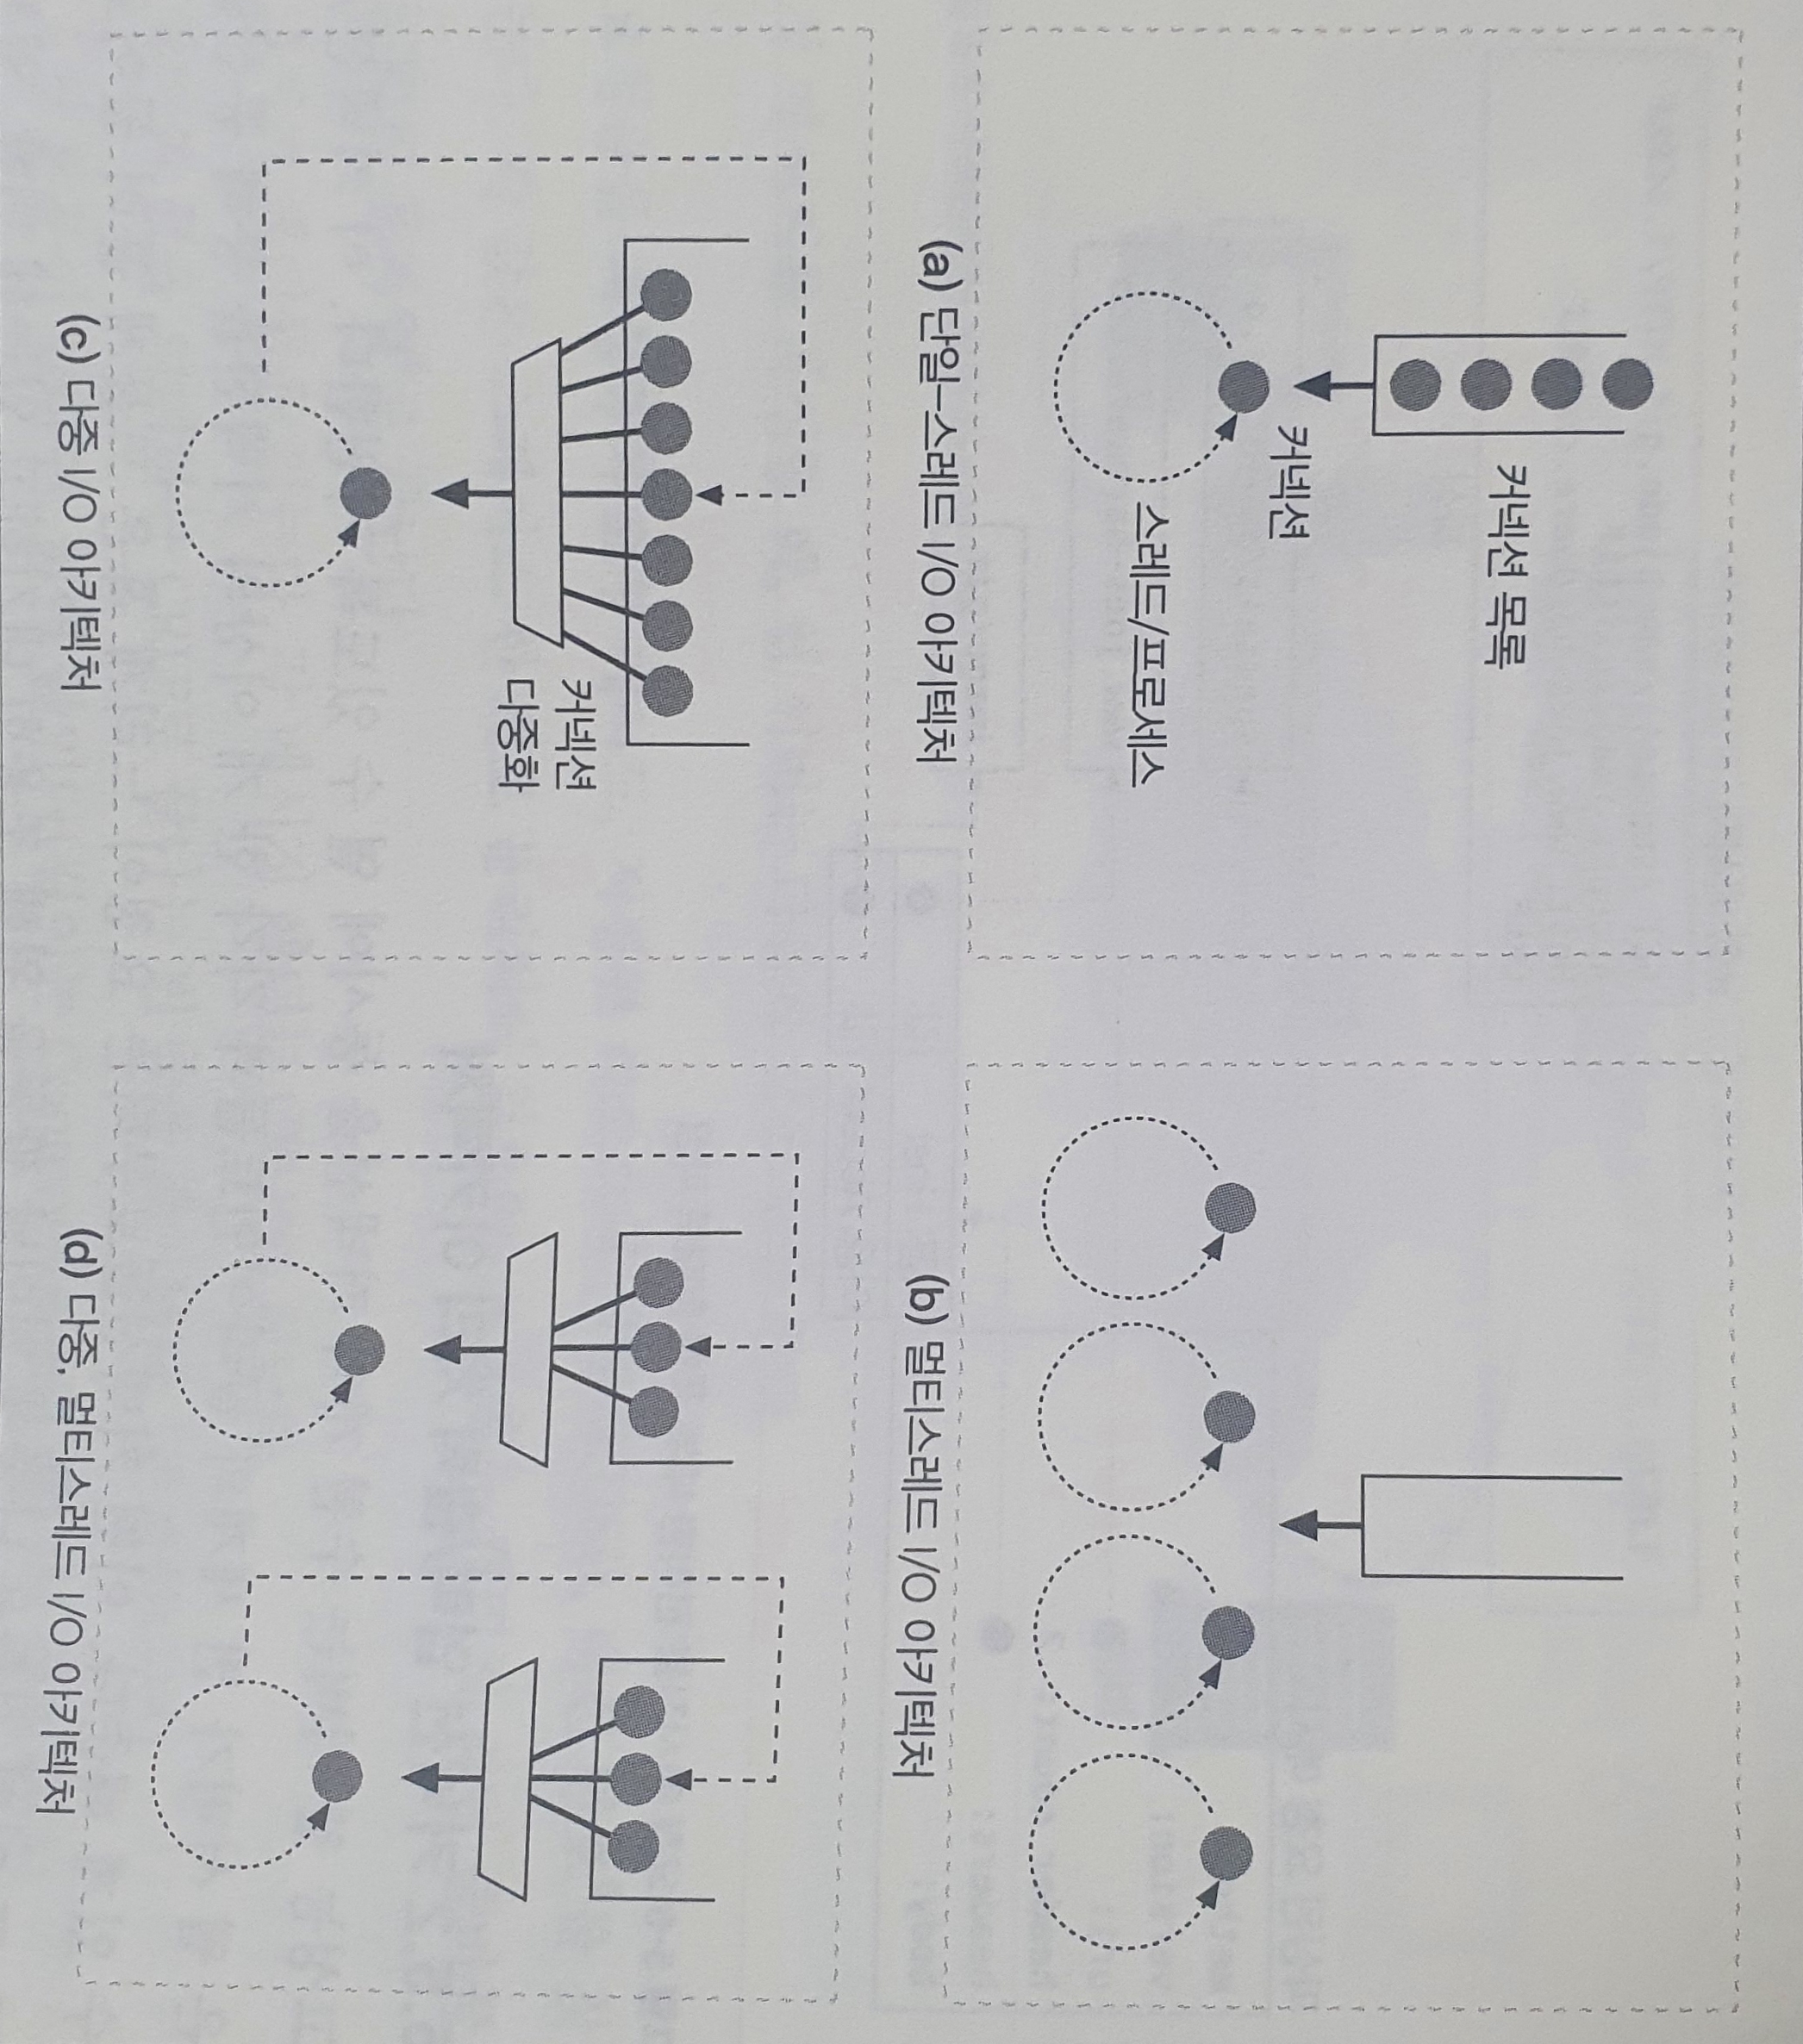 커넥션 목록
커넥션
스레드/프로세스
(a) 단일-스레드 I/O 아키텍처
(b) 멀티스레드 I/O 아키텍처
커넥션
다중화
(c) 다중 I/O 아키텍처
(d) 다중, 멀티스레드 I/O 아키텍처